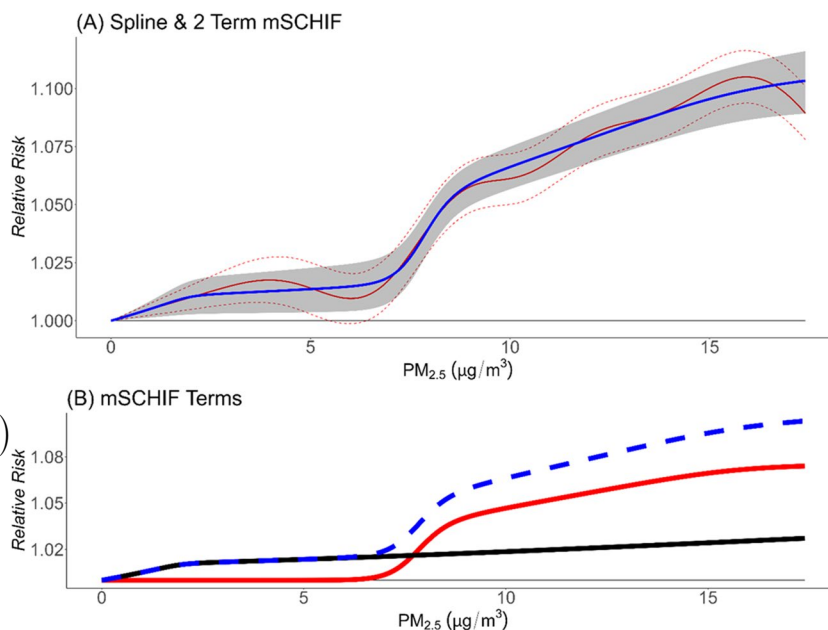 (A) Spline & 2 Term mSCHIF
Relative Risk
1.100
1.075
1.050
1.025
1.000
0 5 10 15
PM2.5 (µg/m³)
(B) mSCHIF Terms
)
Relative Risk
1.08
1.05
1.02
0 5 10 15
PM2.5 (µg/m³)